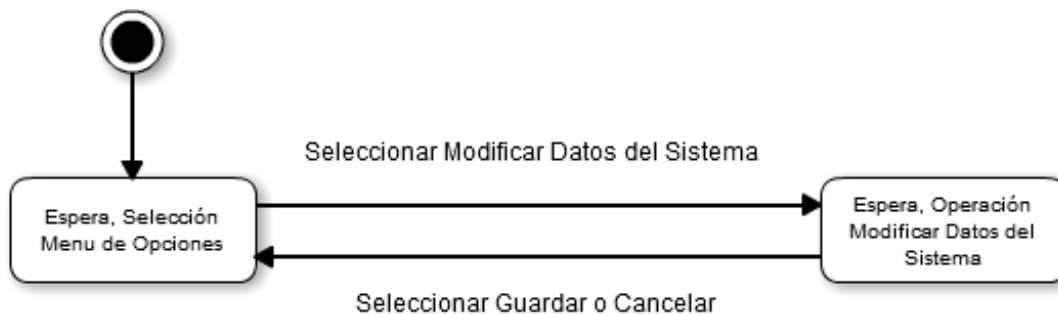 Seleccionar Modificar Datos del Sistema
Espera, Selección
Menu de Opciones
Espera, Operación
Modificar Datos del
Sistema
Seleccionar Guardar o Cancelar